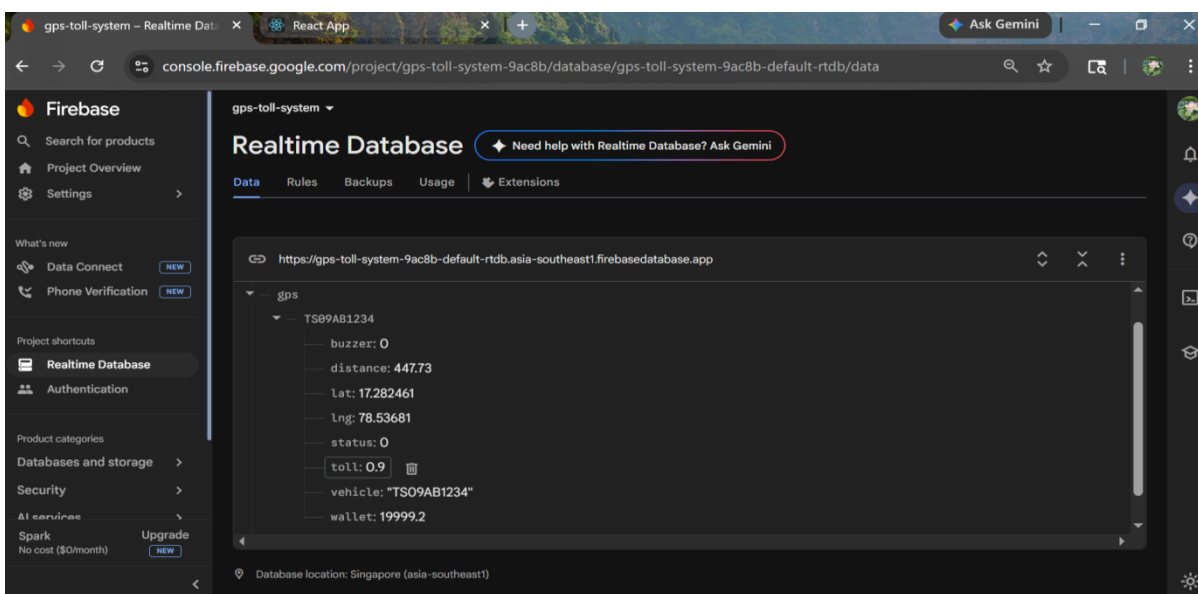 gps-toll-system – Realtime Data
React App
Ask Gemini
console.firebase.google.com/project/gps-toll-system-9ac8b/database/gps-toll-system-9ac8b-default-rtdb/data
Firebase
Search for products
Project Overview
Settings
What's new
Data Connect NEW
Phone Verification NEW
Project shortcuts
Realtime Database
Authentication
Product categories
Databases and storage
Security
AI services
Spark
No cost ($0/month)
Upgrade
NEW
gps-toll-system
Realtime Database
Need help with Realtime Database? Ask Gemini
Data Rules Backups Usage Extensions
https://gps-toll-system-9ac8b-default-rtdb.asia-southeast1.firebasedatabase.app
gps
TS09AB1234
buzzer: 0
distance: 447.73
lat: 17.282461
lng: 78.53681
status: 0
toll: 0.9
vehicle: "TS09AB1234"
wallet: 19999.2
Database location: Singapore (asia-southeast1)